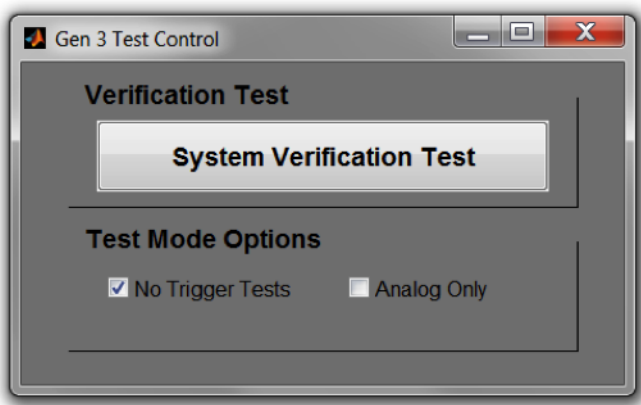 Gen 3 Test Control
Verification Test
System Verification Test
Test Mode Options
No Trigger Tests
Analog Only